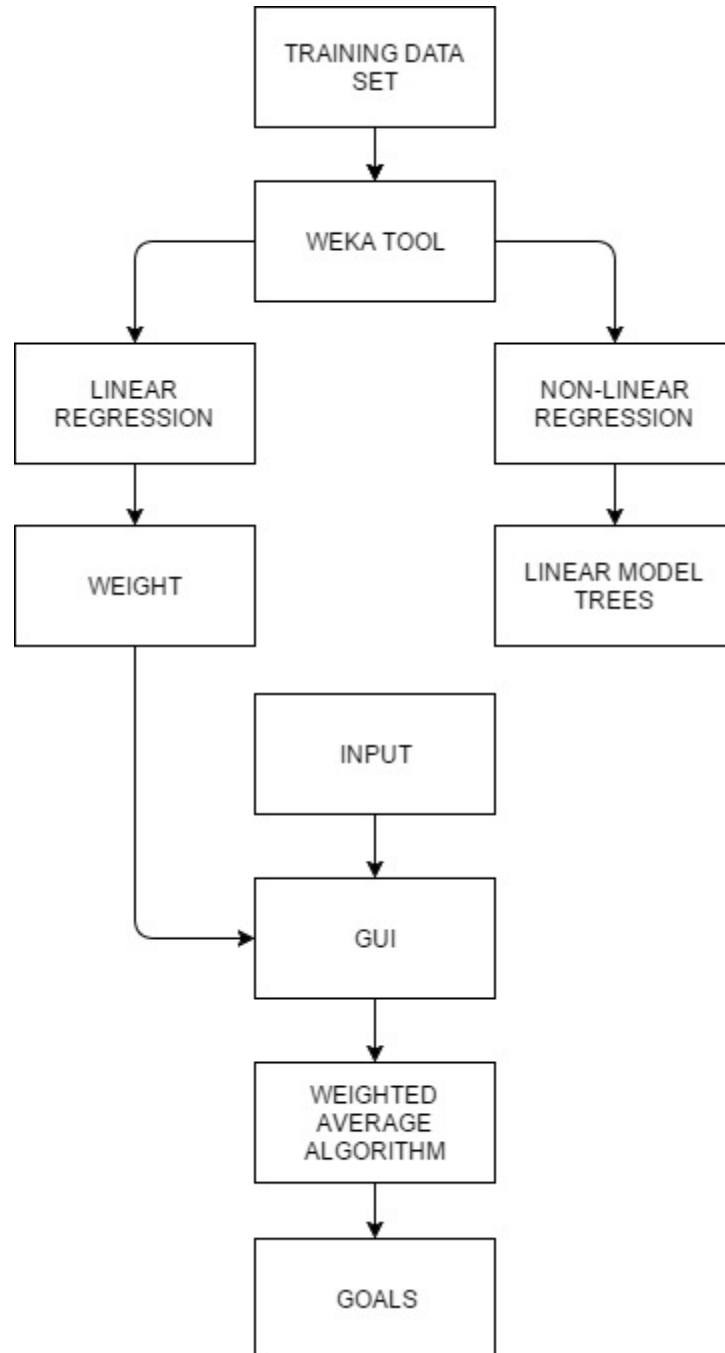 TRAINING DATA
SET
WEKA TOOL
LINEAR
REGRESSION
NON-LINEAR
REGRESSION
WEIGHT
LINEAR MODEL
TREES
INPUT
GUI
WEIGHTED
AVERAGE
ALGORITHM
GOALS